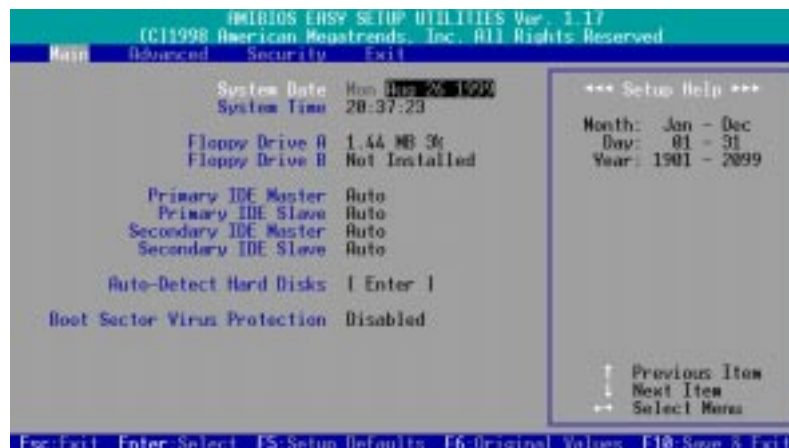 AMIBIOS EASY SETUP UTILITIES Ver. 1.17
(C)1998 American Megatrends, Inc. All Rights Reserved
Main Advanced Security Exit
System Date Mon Aug 26 1999
System Time 20:37:23
Floppy Drive A 1.44 MB 3½
Floppy Drive B Not Installed
Primary IDE Master Auto
Primary IDE Slave Auto
Secondary IDE Master Auto
Secondary IDE Slave Auto
Auto-Detect Hard Disks [ Enter ]
Boot Sector Virus Protection Disabled
*** Setup Help ***
Month: Jan - Dec
Day: 01 - 31
Year: 1901 - 2099
↑ Previous Item
↓ Next Item
↔ Select Menu
Esc:Exit Enter:Select F5:Setup Defaults F6:Original Values F10:Save & Exit